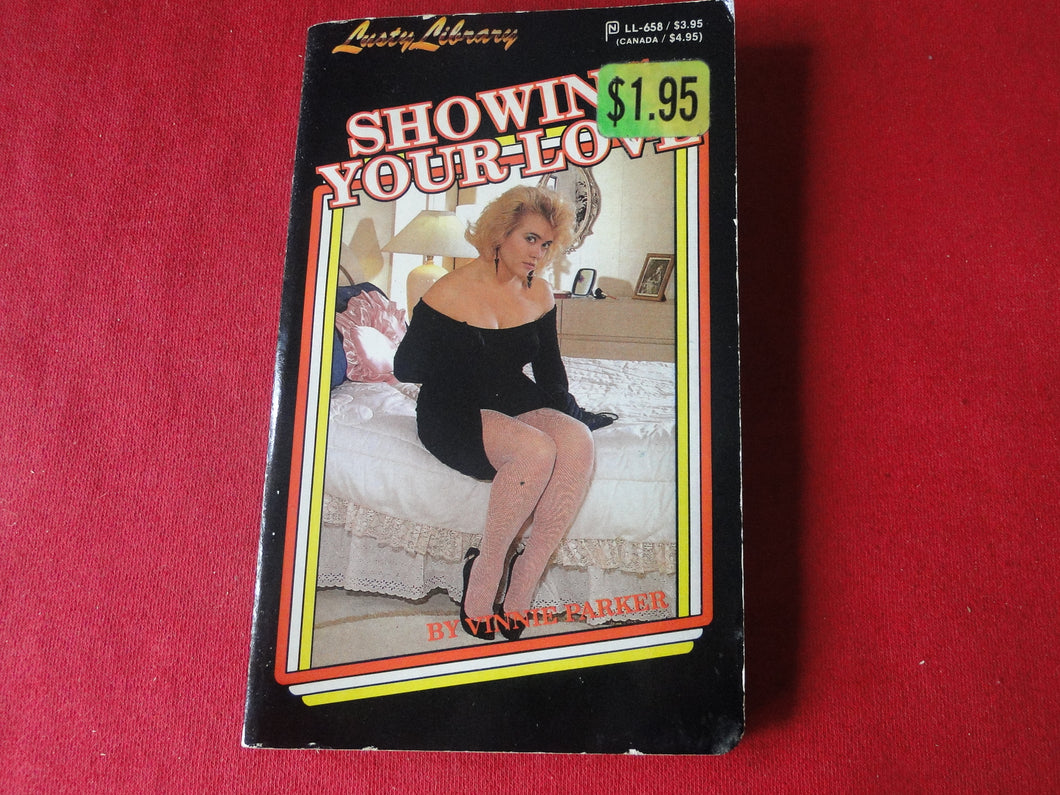 Lusty Library
N LL-658 / $3.95
(CANADA / $4.95)
$1.95
SHOWIN
YOUR LOVE
BY VINNIE PARKER